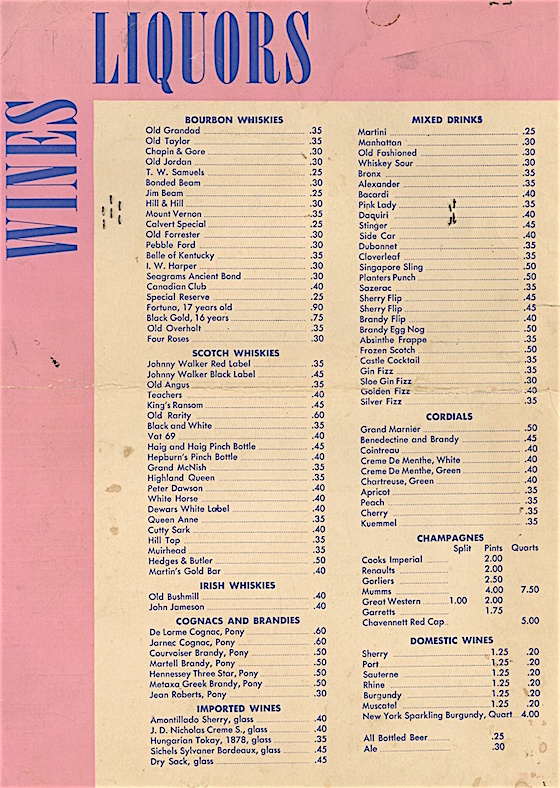 LIQUORS
WINES
BOURBON WHISKIES
Old Grandad .35
Old Taylor .35
Chapin & Gore .30
Old Jordan .30
T. W. Samuels .25
Bonded Beam .30
Jim Beam .25
Hill & Hill .30
Mount Vernon .35
Calvert Special .25
Old Forrester .30
Pebble Ford .30
Belle of Kentucky .35
I. W. Harper .30
Seagrams Ancient Bond .30
Canadian Club .40
Special Reserve .25
Fortuna, 17 years old .90
Black Gold, 16 years .75
Old Overholt .35
Four Roses .30
SCOTCH WHISKIES
Johnny Walker Red Label .35
Johnny Walker Black Label .45
Old Angus .35
Teachers .40
King's Ransom .45
Old Rarity .60
Black and White .35
Vat 69 .40
Haig and Haig Pinch Bottle .45
Hepburn's Pinch Bottle .40
Grand McNish .35
Highland Queen .35
Peter Dawson .40
White Horse .40
Dewars White Label .40
Queen Anne .35
Cutty Sark .40
Hill Top .35
Muirhead .35
Hedges & Butler .50
Martin's Gold Bar .40
IRISH WHISKIES
Old Bushmill .40
John Jameson .40
COGNACS AND BRANDIES
De Lorme Cognac, Pony .60
Jarnec Cognac, Pony .60
Courvoiser Brandy, Pony .50
Martell Brandy, Pony .50
Hennessey Three Star, Pony .50
Metaxa Greek Brandy, Pony .50
Jean Roberts, Pony .30
IMPORTED WINES
Amontillado Sherry, glass .40
J. D. Nicholas Creme S., glass .40
Hungarian Tokay, 1878, glass .35
Sichels Sylvaner Bordeaux, glass .45
Dry Sack, glass .45
MIXED DRINKS
Martini .25
Manhattan .30
Old Fashioned .30
Whiskey Sour .30
Bronx .35
Alexander .35
Bacardi .40
Pink Lady .35
Daquiri .40
Stinger .45
Side Car .40
Dubonnet .35
Cloverleaf .35
Singapore Sling .50
Planters Punch .50
Sazerac .35
Sherry Flip .45
Sherry Flip .45
Brandy Flip .40
Brandy Egg Nog .50
Absinthe Frappe .35
Frozen Scotch .50
Castle Cocktail .35
Gin Fizz .35
Sloe Gin Fizz .30
Golden Fizz .40
Silver Fizz .35
CORDIALS
Grand Marnier .50
Benedectine and Brandy .45
Cointreau .40
Creme De Menthe, White .40
Creme De Menthe, Green .40
Chartreuse, Green .40
Apricot .35
Peach .35
Cherry .35
Kuemmel .35
CHAMPAGNES
Split Pints Quarts
Cooks Imperial 2.00
Renaults 2.00
Gorliers 2.50
Mumms 4.00 7.50
Great Western 1.00 2.00
Garretts 1.75
Chavennett Red Cap 5.00
DOMESTIC WINES
Sherry 1.25 .20
Port 1.25 .20
Sauterne 1.25 .20
Rhine 1.25 .20
Burgundy 1.25 .20
Muscatel 1.25 .20
New York Sparkling Burgundy, Quart 4.00
All Bottled Beer .25
Ale .30